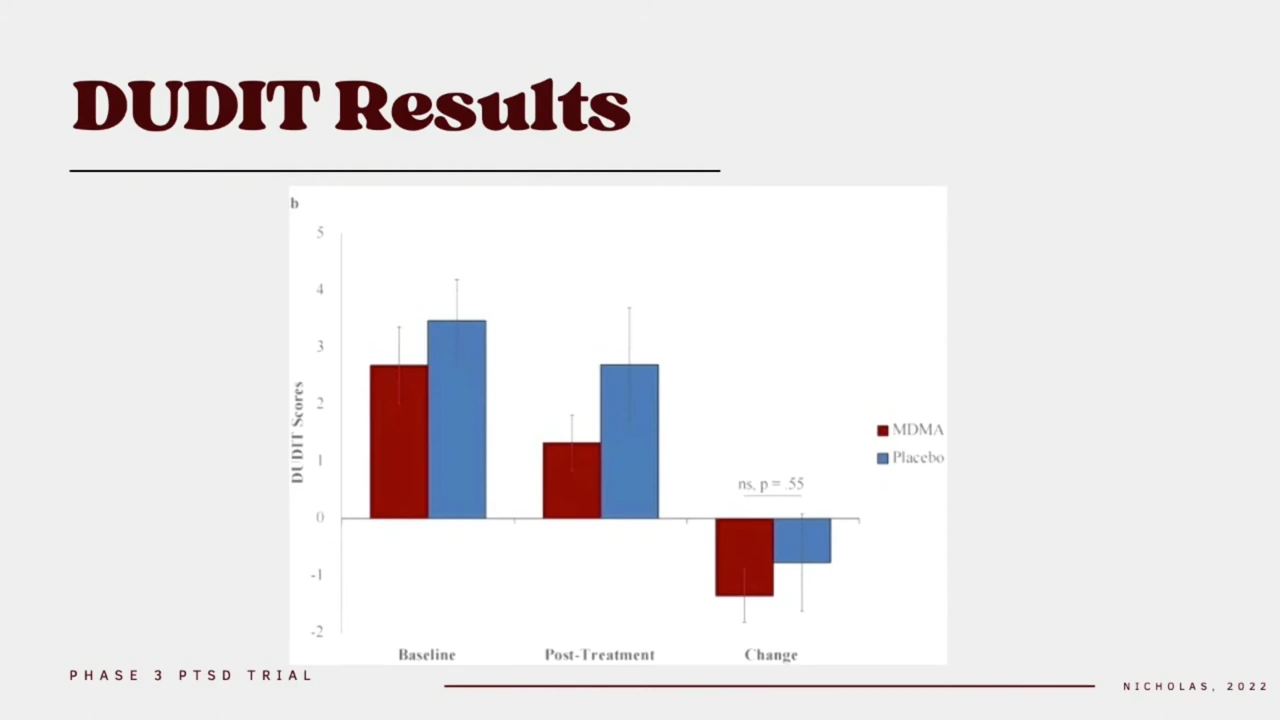 DUDIT Results
b
5
4
3
2
1
0
-1
-2
DUDIT Scores
ns, p = .55
MDMA
Placebo
Baseline
Post-Treatment
Change
PHASE 3 PTSD TRIAL
NICHOLAS, 2022